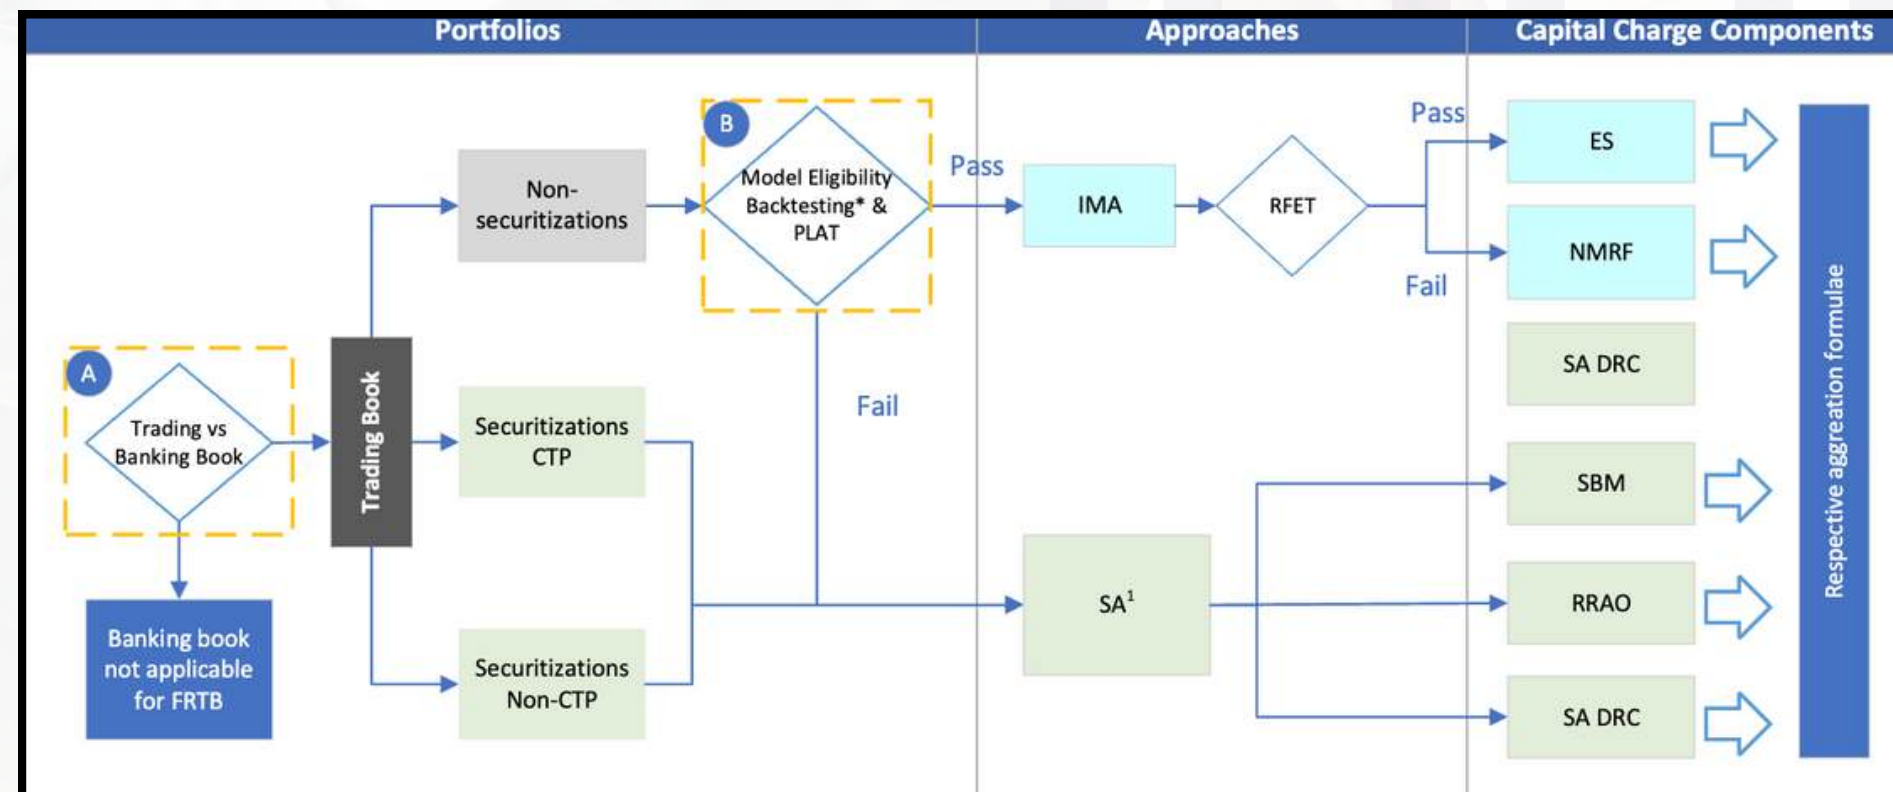 Portfolios
Approaches
Capital Charge Components
A
Trading vs
Banking Book
Banking book
not applicable
for FRTB
Trading Book
Non-
securitizations
Securitizations
CTP
Securitizations
Non-CTP
B
Model Eligibility
Backtesting* &
PLAT
Pass
Fail
IMA
RFET
Pass
Fail
SA¹
ES
NMRF
SA DRC
SBM
RRAO
SA DRC
Respective aggreation formulae